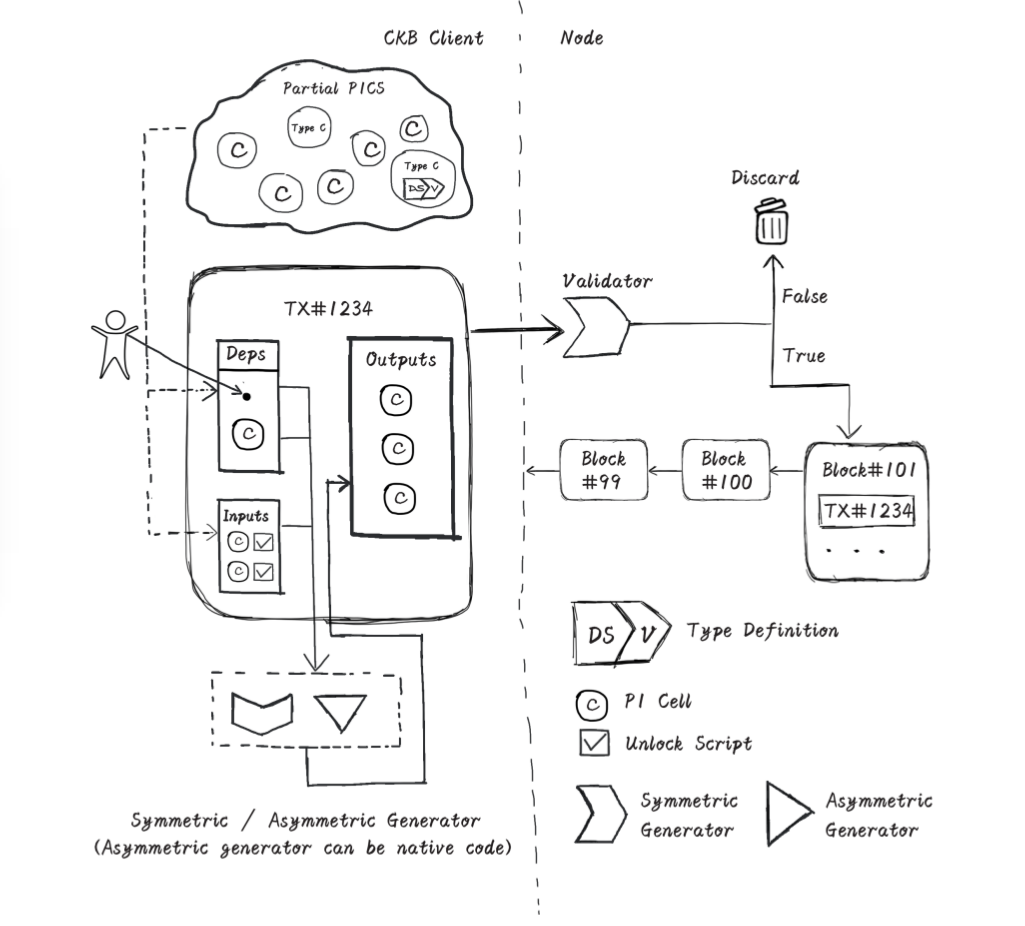 CKB Client
Node
Partial PICS
Type C
C
C
C
C
C
Type C
DS V
TX#1234
Deps
C
Inputs
C
C
Outputs
C
C
C
Validator
Discard
False
True
Block
#99
Block
#100
Block#101
TX#1234
. . .
DS V
Type Definition
C
P1 Cell
Unlock Script
Symmetric
Generator
Asymmetric
Generator
Symmetric / Asymmetric Generator
(Asymmetric generator can be native code)